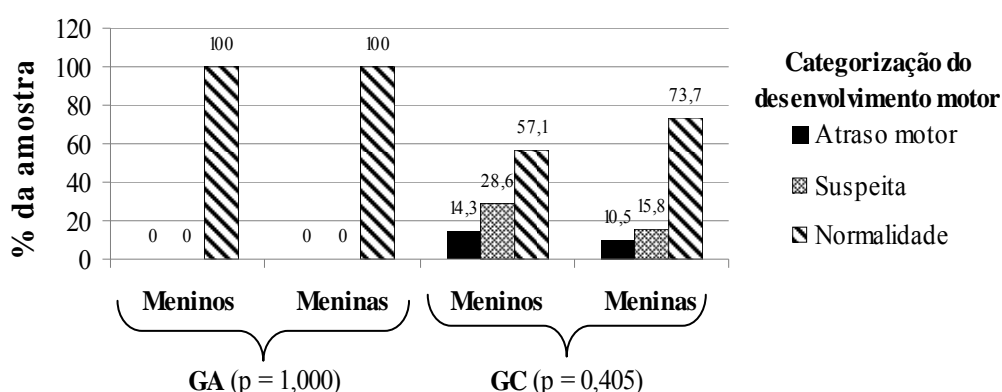 % da amostra
120
100
80
60
40
20
0
0
0
100
0
0
100
14,3
28,6
57,1
10,5
15,8
73,7
Meninos
Meninas
Meninos
Meninas
GA (p = 1,000)
GC (p = 0,405)
Categorização do
desenvolvimento motor
Atraso motor
Suspeita
Normalidade